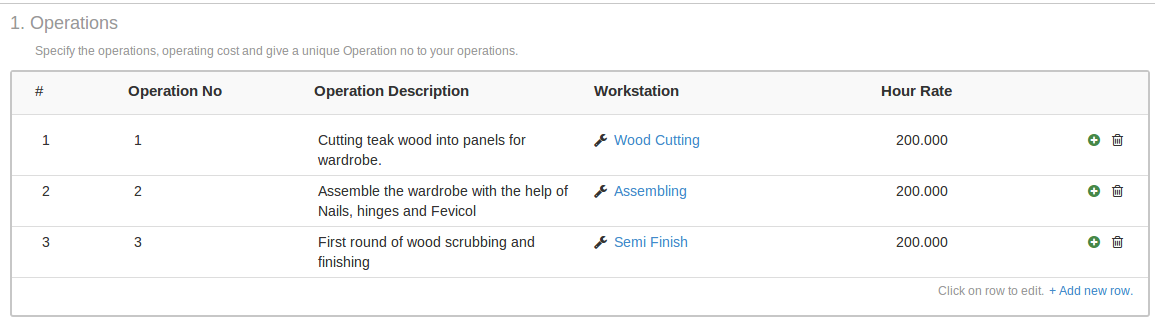 1. Operations
Specify the operations, operating cost and give a unique Operation no to your operations.
# Operation No Operation Description Workstation Hour Rate
1 1 Cutting teak wood into panels for Wood Cutting 200.000
wardrobe.
2 2 Assemble the wardrobe with the help of Assembling 200.000
Nails, hinges and Fevicol
3 3 First round of wood scrubbing and Semi Finish 200.000
finishing
Click on row to edit. + Add new row.